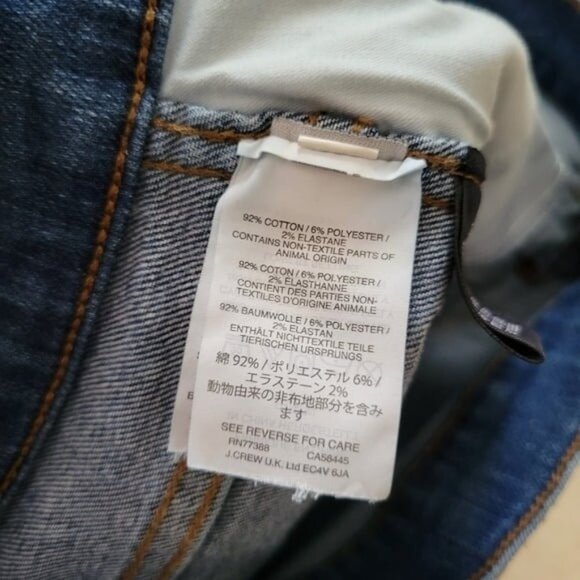 92% COTTON / 6% POLYESTER /
2% ELASTANE
CONTAINS NON-TEXTILE PARTS OF
ANIMAL ORIGIN
92% COTON / 6% POLYESTER /
2% ÉLASTHANNE
CONTIENT DES PARTIES NON-
TEXTILES D'ORIGINE ANIMALE
92% BAUMWOLLE / 6% POLYESTER /
2% ELASTAN
ENTHÄLT NICHTTEXTILE TEILE
TIERISCHEN URSPRUNGS
綿 92% / ポリエステル 6% /
エラステーン 2%
動物由来の非布地部分を含み
ます
SEE REVERSE FOR CARE
RN77388 CA56445
J.CREW U.K. Ltd EC4V 6JA